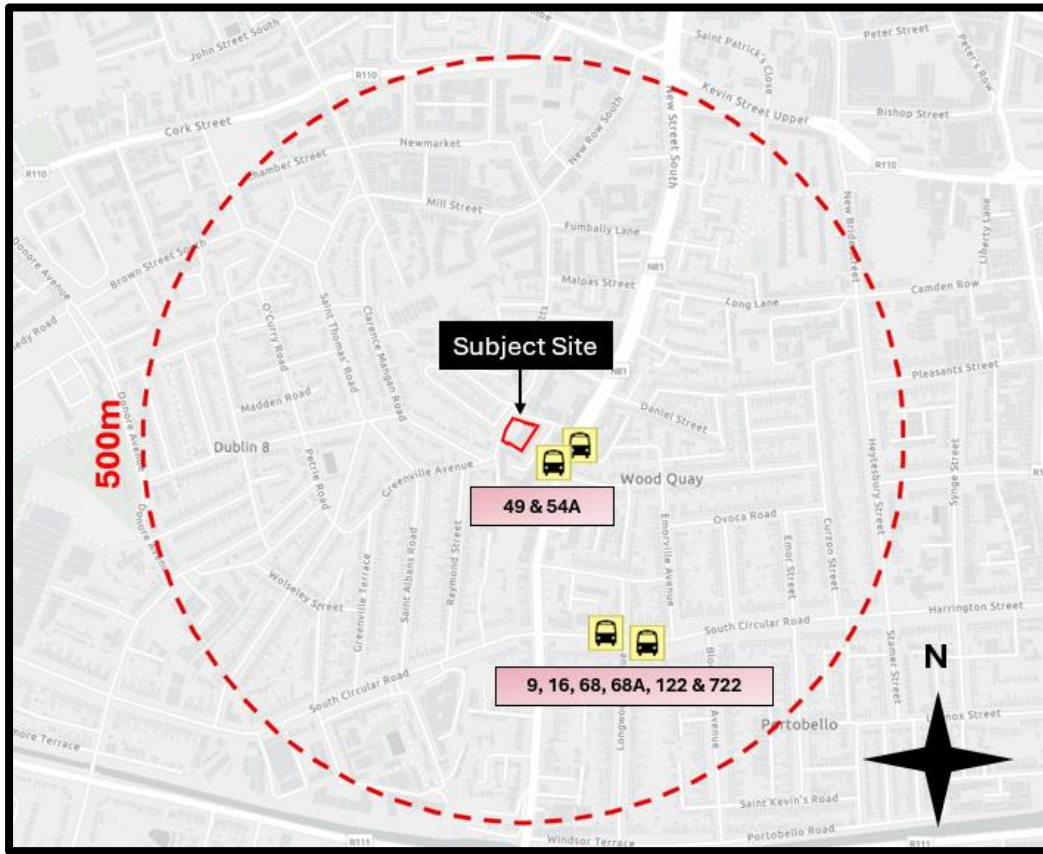 John Street South
R110
Saint Patrick's Close
Peter Street
Peter's Row
Kevin Street Upper
Bishop Street
Cork Street
New Row South
New Street South
Newmarket
Chamber Street
R110
R110
Mill Street
Fumbally Lane
New Bride Street
Liberty Lane
Donore Avenue
Brown Street South
N81
Malpas Street
Long Lane
Camden Row
O'Curry Road
Saint Thomas' Road
Clarence Mangan Road
Subject Site
N81
Pleasants Street
Madden Road
Daniel Street
Donore Avenue
500m
Dublin 8
Petrie Road
Greenville Avenue
Wood Quay
Heytesbury Street
Synge Street
49 & 54A
Ovoca Road
Emorville Avenue
Emor Street
Curzon Street
Donore Avenue
Wolseley Street
Greenville Terrace
Saint Albans Road
Raymond Street
Harrington Street
South Circular Road
Stamer Street
N
9, 16, 68, 68A, 122 & 722
South Circular Road
Portobello
Saint Kevin's Road
Windsor Terrace
Portobello Road
R111
R111